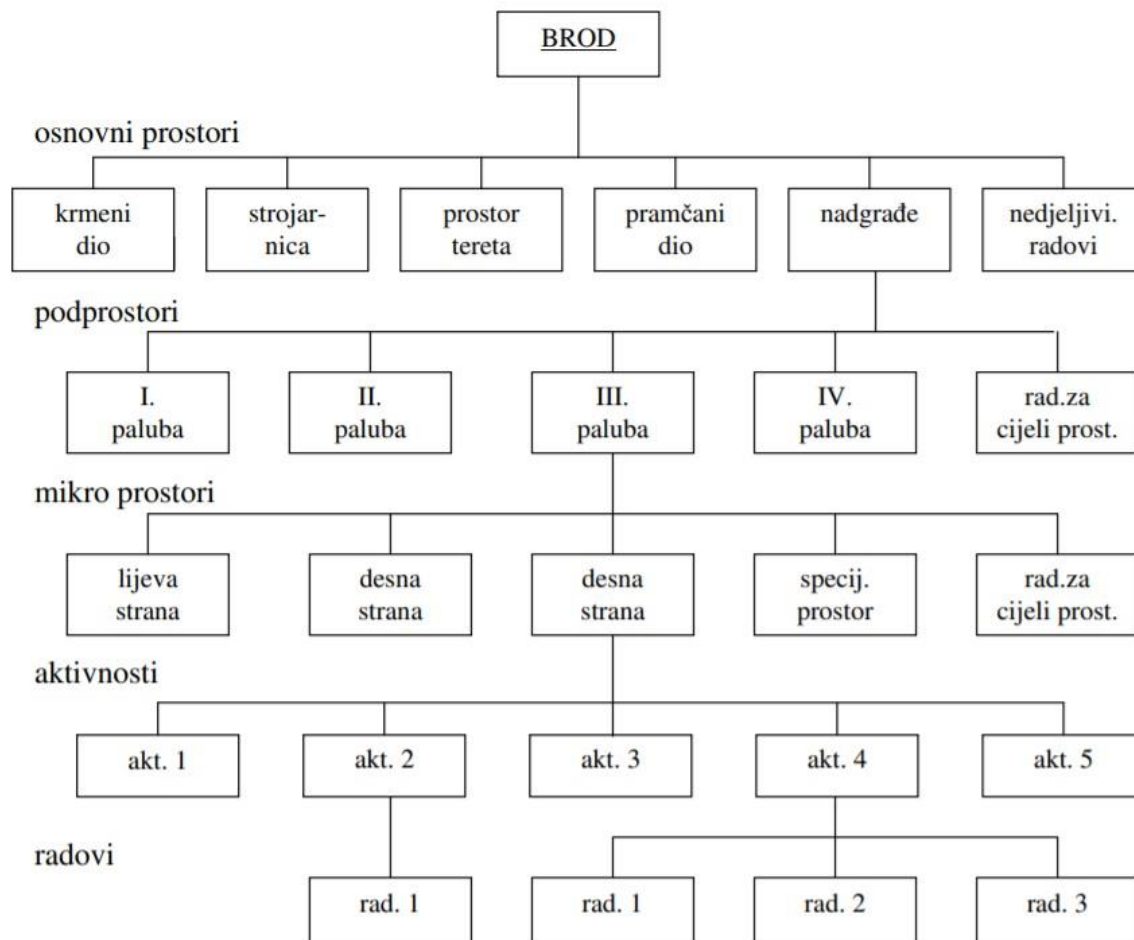 BROD
osnovni prostori
krmeni
dio
strojar-
nica
prostor
tereta
pramčani
dio
nadgrađe
nedjeljivi.
radovi
podprostori
I.
paluba
II.
paluba
III.
paluba
IV.
paluba
rad.za
cijeli prost.
mikro prostori
lijeva
strana
desna
strana
desna
strana
specij.
prostor
rad.za
cijeli prost.
aktivnosti
akt. 1
akt. 2
akt. 3
akt. 4
akt. 5
radovi
rad. 1
rad. 1
rad. 2
rad. 3